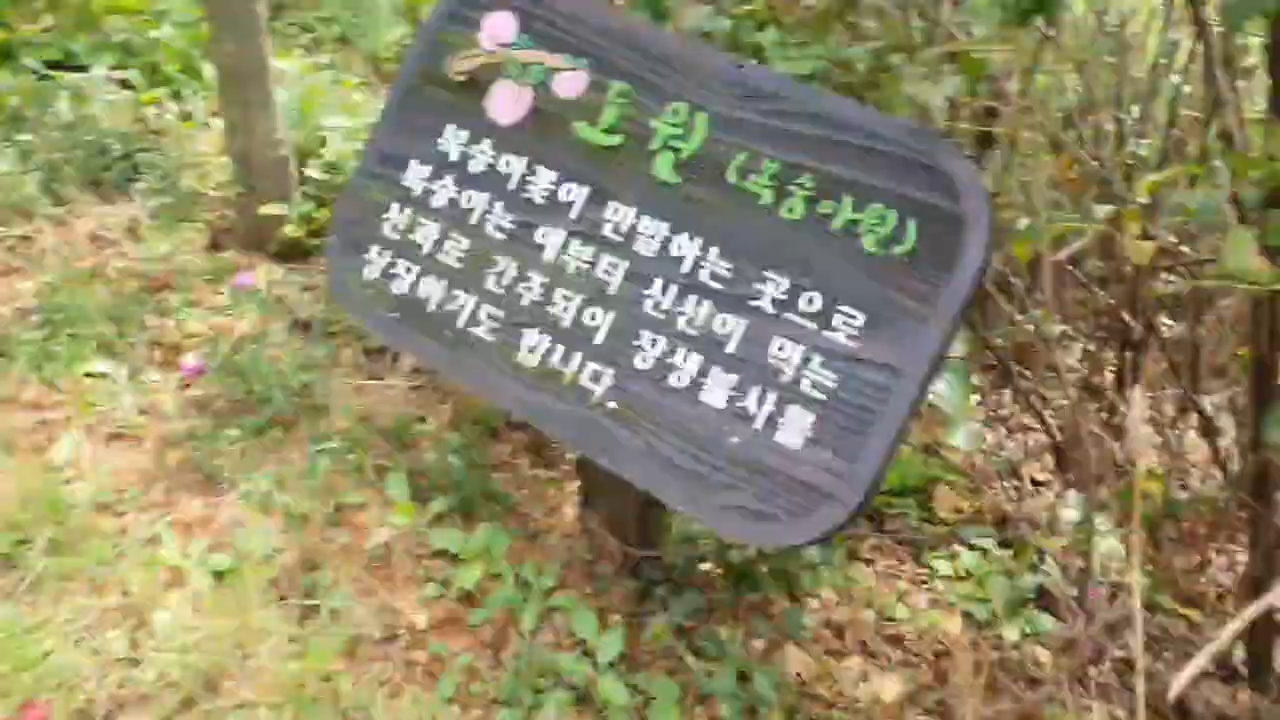 도원 (복숭아원)
복숭아꽃이 만발하는 곳으로
복숭아는 예부터 신선이 먹는
선과로 간주되어 장생불사를
상징하기도 합니다.